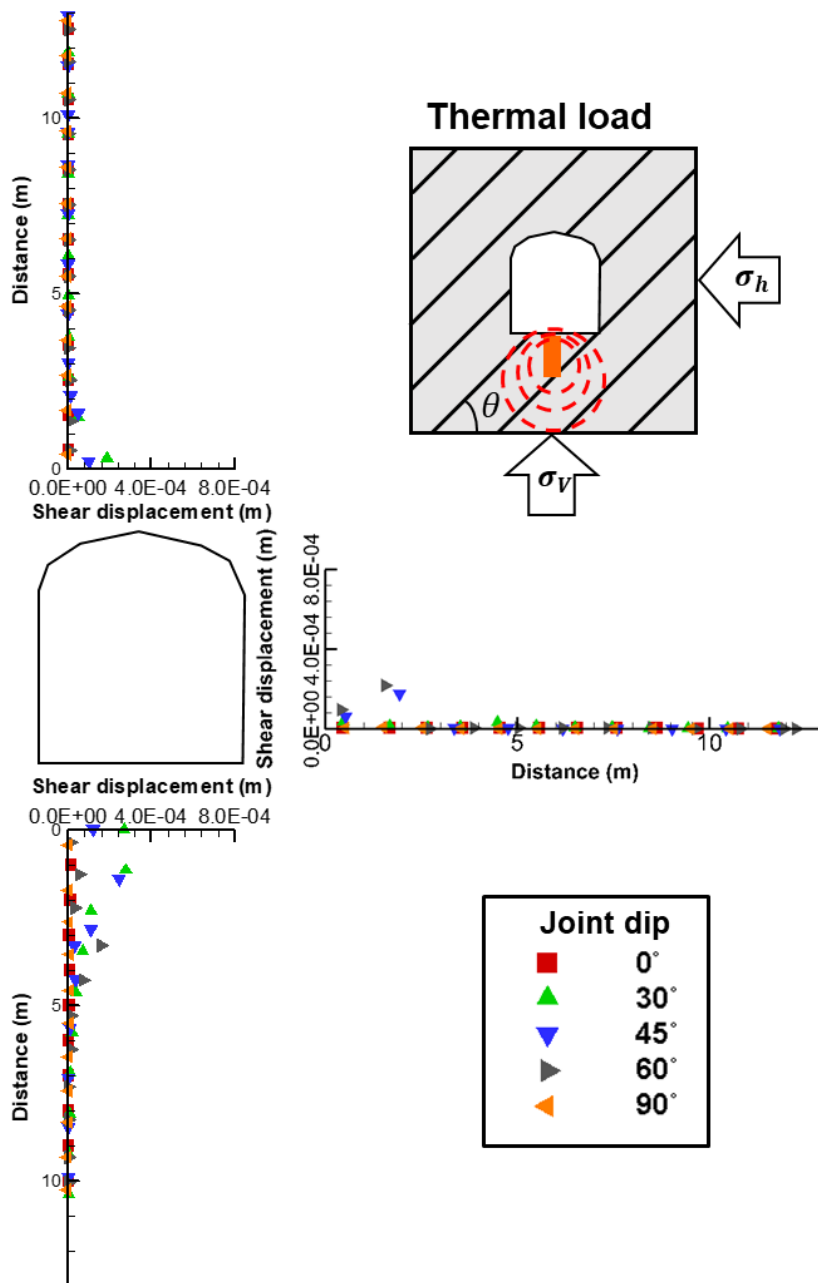 10
5
0
Distance (m)
0.0E+00 4.0E-04 8.0E-04
Shear displacement (m)
Thermal load
σh
θ
σV
Shear displacement (m)
8.0E-04
4.0E-04
0.0E+00
0 5 10
Distance (m)
Shear displacement (m)
0.0E+00 4.0E-04 8.0E-04
0
5
10
Distance (m)
Joint dip
0°
30°
45°
60°
90°